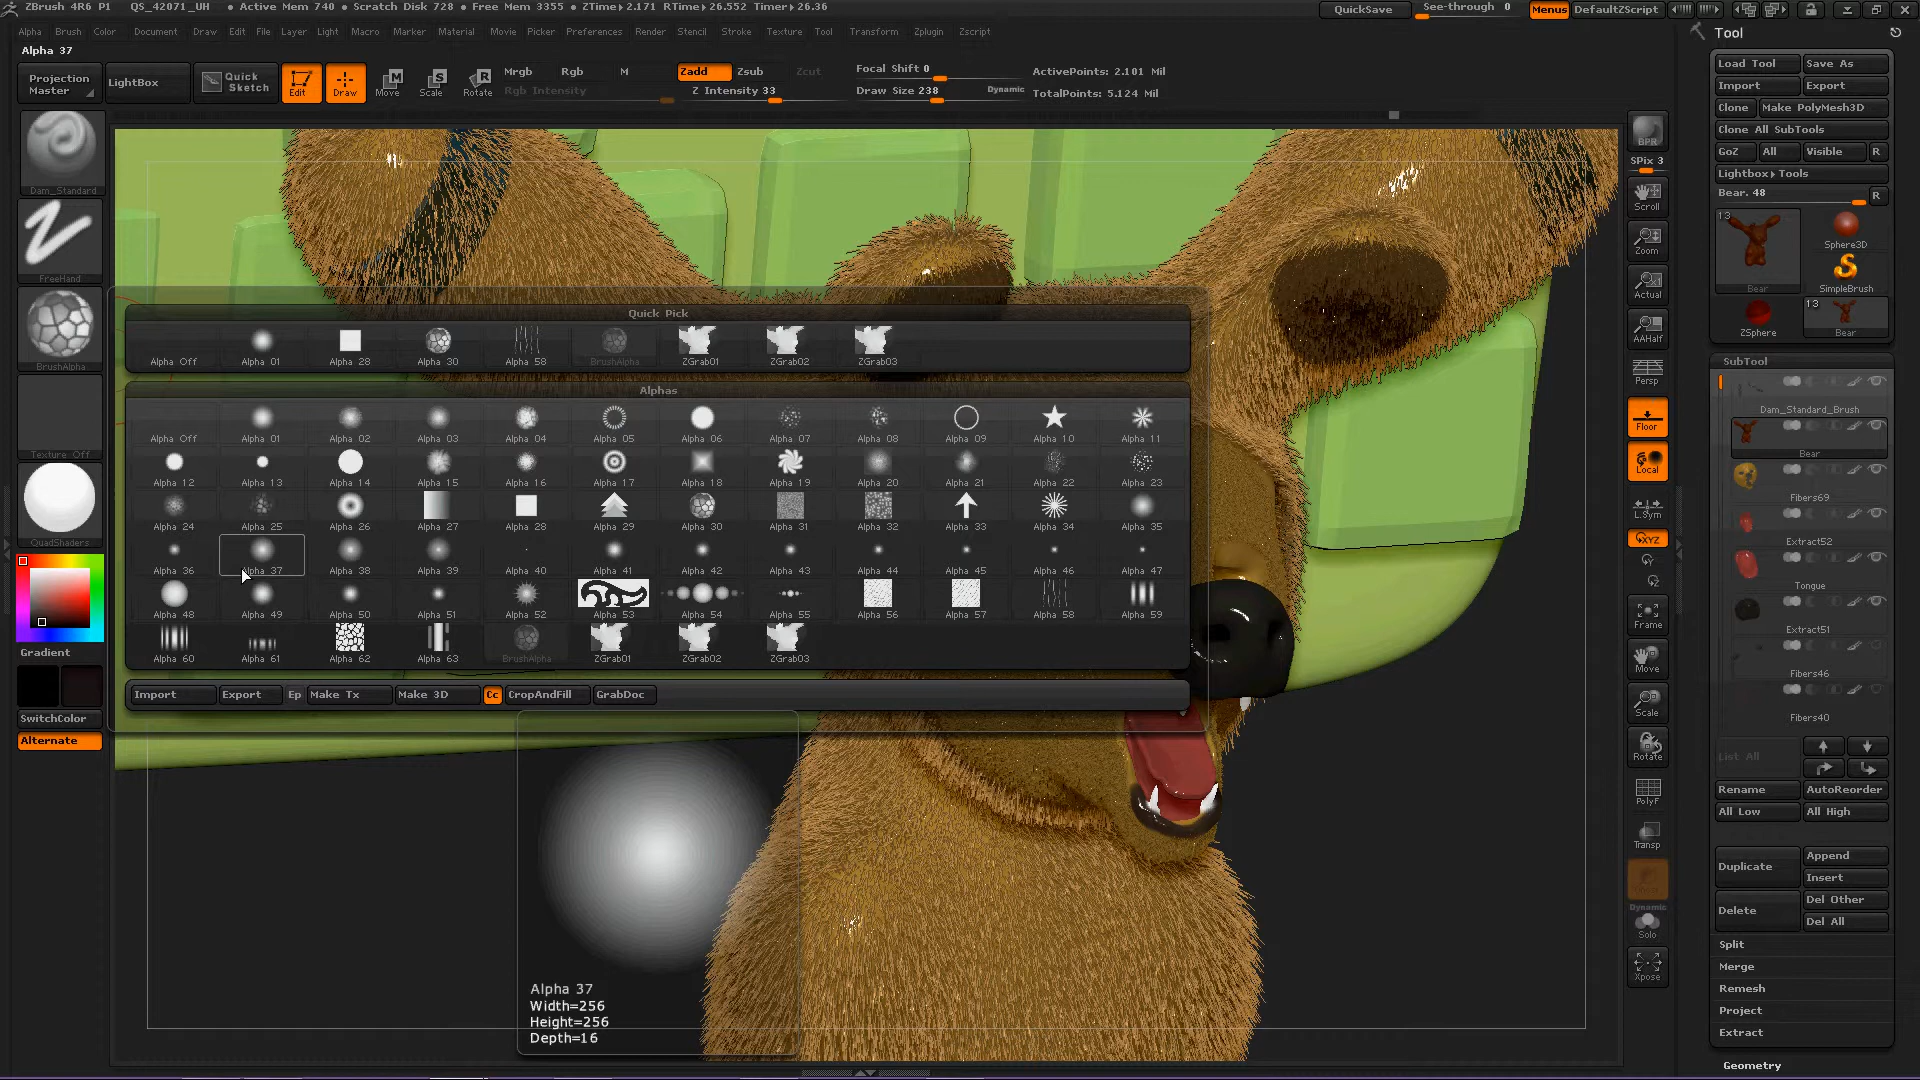 ZBrush 4R6 P1 QS_42071_UH • Active Mem 740 • Scratch Disk 728 • Free Mem 3355 • ZTime▸2.171 RTime▸26.552 Timer▸26.36 QuickSave See-through 0 Menus DefaultZScript
Alpha Brush Color Document Draw Edit File Layer Light Macro Marker Material Movie Picker Preferences Render Stencil Stroke Texture Tool Transform Zplugin Zscript
Alpha 37
Projection Master LightBox Quick Sketch Edit Draw Move Scale Rotate
Mrgb Rgb M Zadd Zsub Zcut Focal Shift 0 ActivePoints: 2.101 Mil
Rgb Intensity Z Intensity 33 Draw Size 238 Dynamic TotalPoints: 5.124 Mil
Dam_Standard
FreeHand
BrushAlpha
Texture Off
QuadShaders
Gradient
SwitchColor
Alternate
Quick Pick
Alpha Off Alpha 01 Alpha 28 Alpha 30 Alpha 58 BrushAlpha ZGrab01 ZGrab02 ZGrab03
Alphas
Alpha Off Alpha 01 Alpha 02 Alpha 03 Alpha 04 Alpha 05 Alpha 06 Alpha 07 Alpha 08 Alpha 09 Alpha 10 Alpha 11
Alpha 12 Alpha 13 Alpha 14 Alpha 15 Alpha 16 Alpha 17 Alpha 18 Alpha 19 Alpha 20 Alpha 21 Alpha 22 Alpha 23
Alpha 24 Alpha 25 Alpha 26 Alpha 27 Alpha 28 Alpha 29 Alpha 30 Alpha 31 Alpha 32 Alpha 33 Alpha 34 Alpha 35
Alpha 36 Alpha 37 Alpha 38 Alpha 39 Alpha 40 Alpha 41 Alpha 42 Alpha 43 Alpha 44 Alpha 45 Alpha 46 Alpha 47
Alpha 48 Alpha 49 Alpha 50 Alpha 51 Alpha 52 Alpha 53 Alpha 54 Alpha 55 Alpha 56 Alpha 57 Alpha 58 Alpha 59
Alpha 60 Alpha 61 Alpha 62 Alpha 63 BrushAlpha ZGrab01 ZGrab02 ZGrab03
Import Export Ep Make Tx Make 3D Cc CropAndFill GrabDoc
Alpha 37
Width=256
Height=256
Depth=16
BPR
SPix 3
Scroll
Zoom
Actual
AAHalf
Persp
Floor
Local
L.Sym
XYZ
Y
Z
Frame
Move
Scale
Rotate
PolyF
Transp
Dynamic
Solo
Xpose
Tool
Load Tool Save As
Import Export
Clone Make PolyMesh3D
Clone All SubTools
GoZ All Visible R
Lightbox▸Tools
Bear. 48 R
13
Sphere3D
Bear SimpleBrush
13
ZSphere Bear
SubTool
Dam_Standard_Brush
Bear
Fibers69
Extract52
Tongue
Extract51
Fibers46
Fibers40
List All
Rename AutoReorder
All Low All High
Duplicate Append
Insert
Delete Del Other
Del All
Split
Merge
Remesh
Project
Extract
Geometry